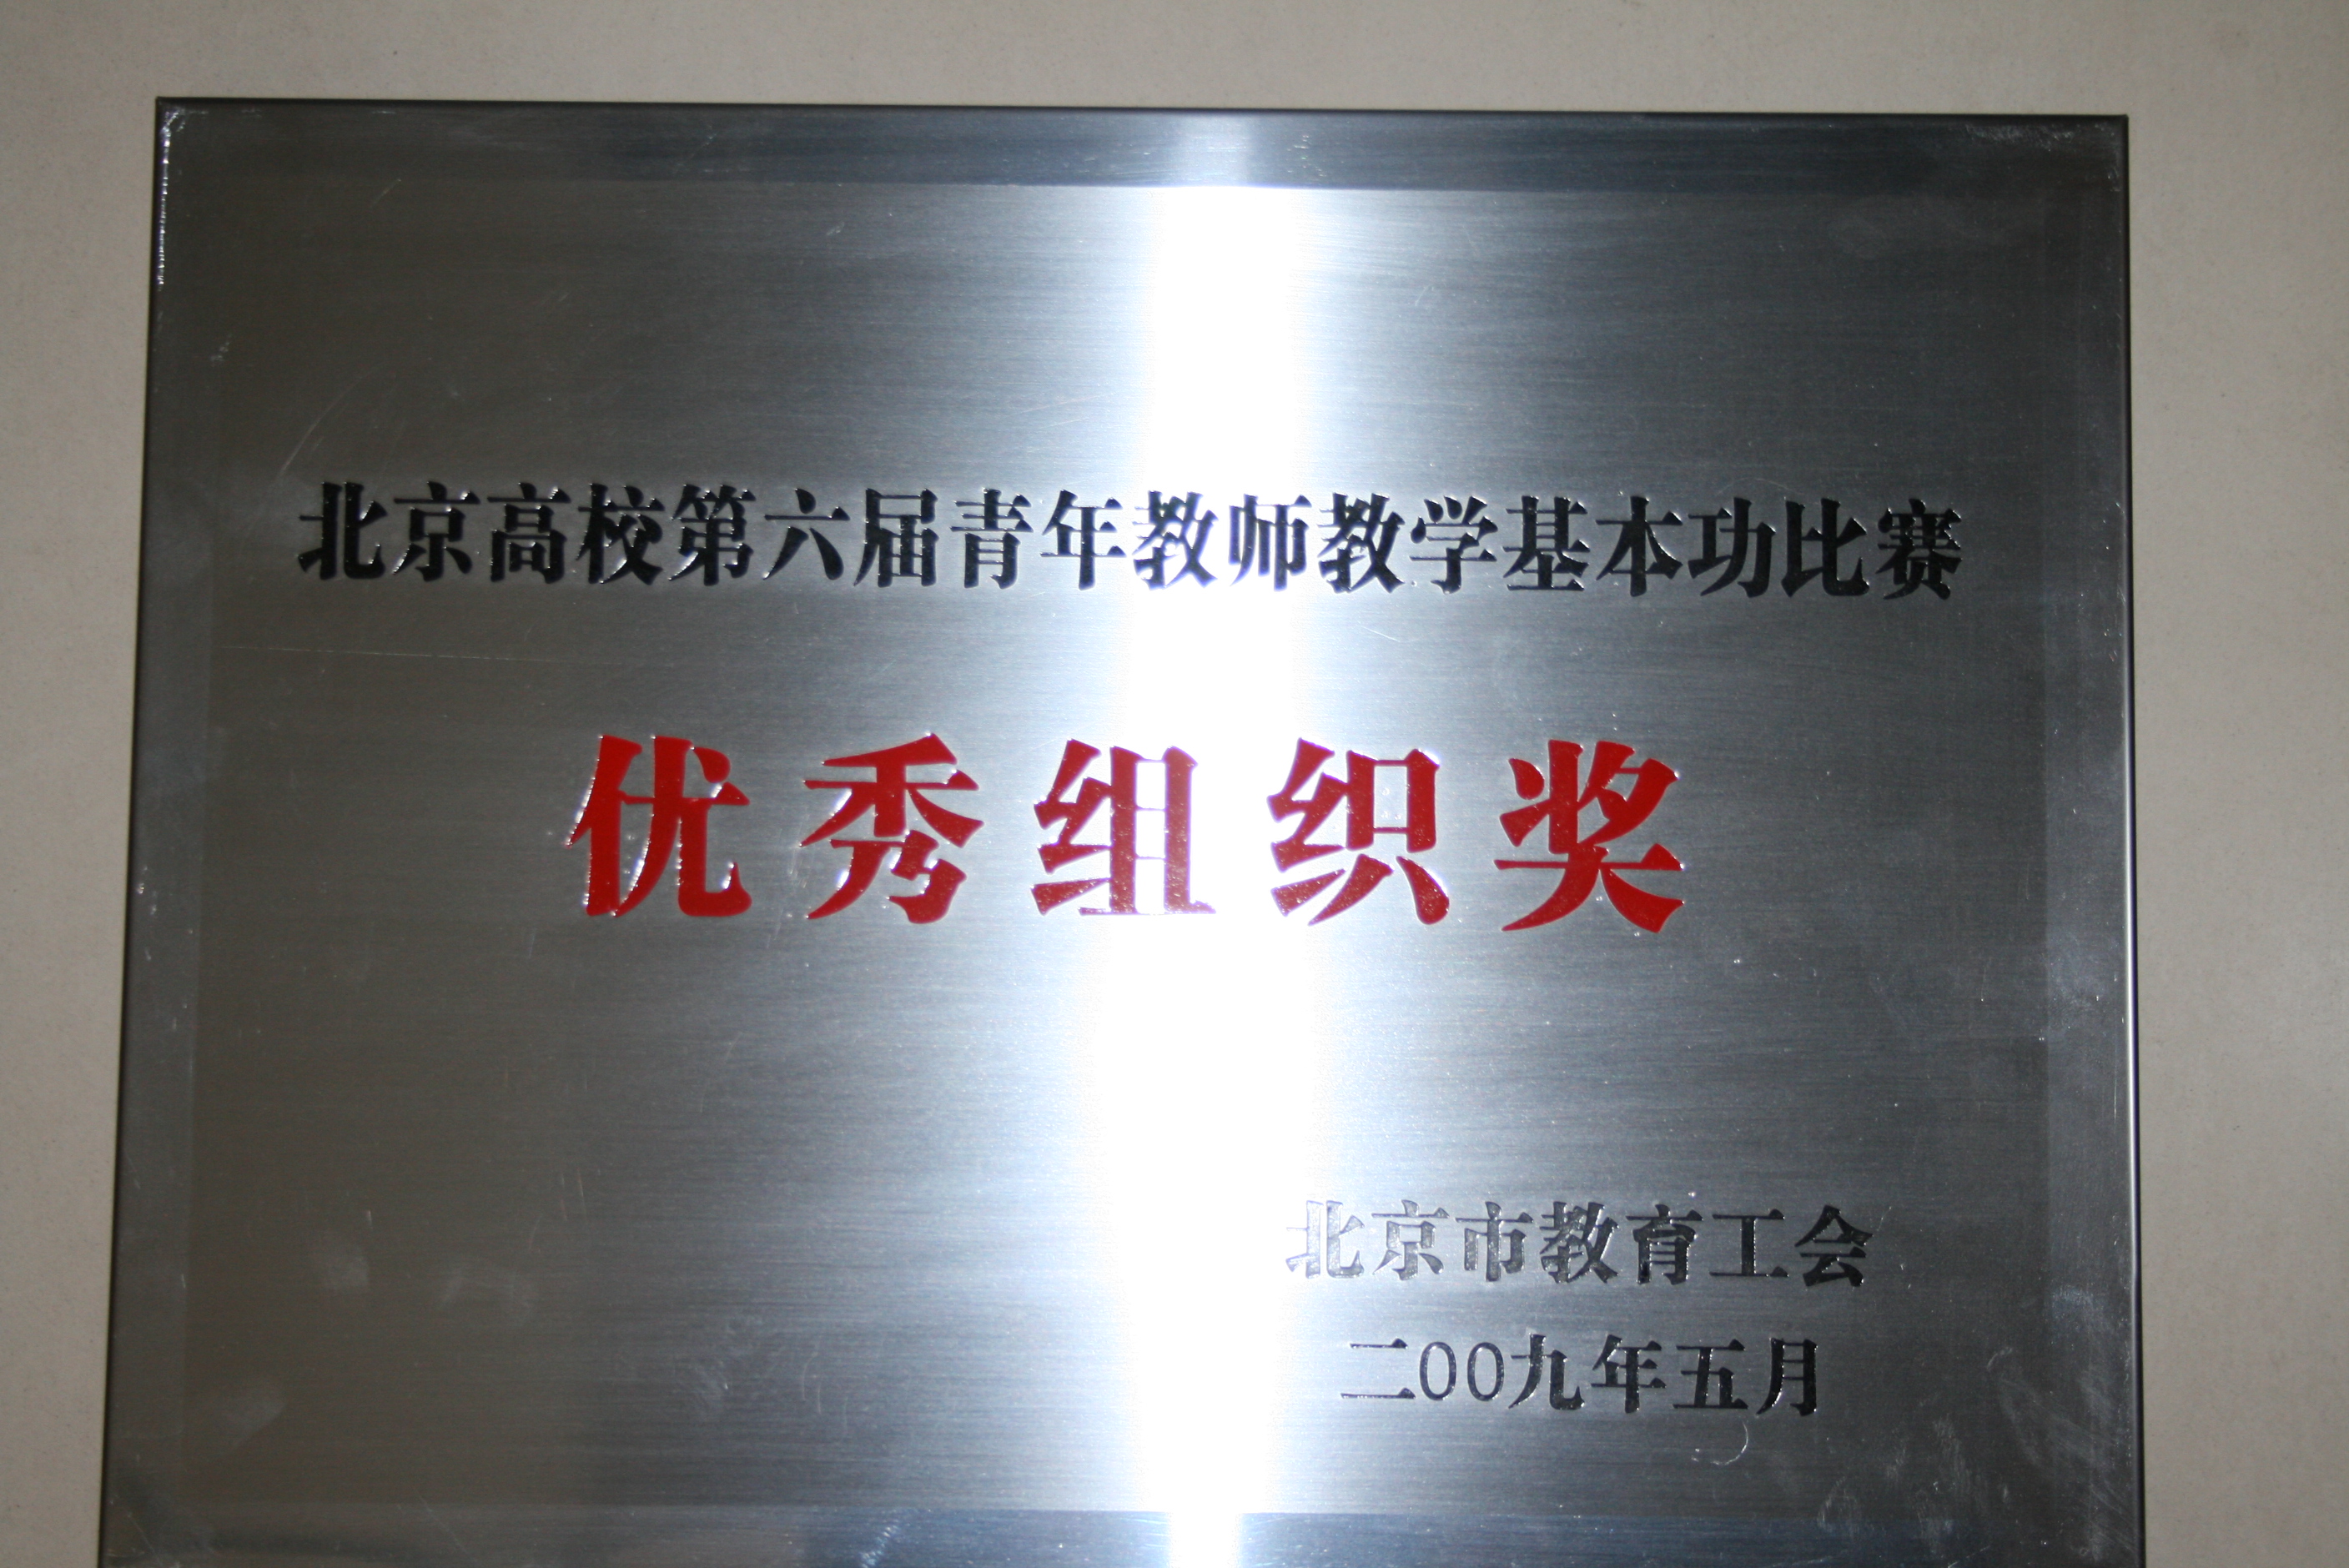 北京高校第六届青年教师教学基本功比赛
优秀组织奖
北京市教育工会
二00九年五月